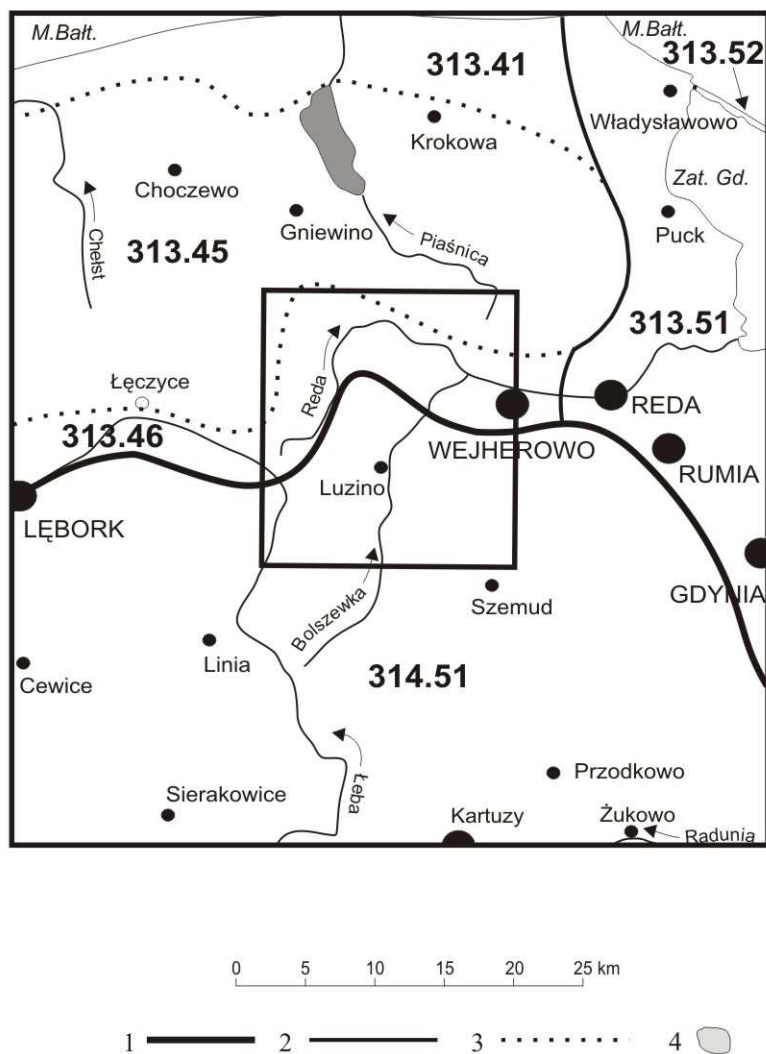 M.Bałt.
M.Bałt.
313.52
313.41
Władysławowo
Krokowa
Choczewo
Zat. Gd.
Gniewino
Puck
Piaśnica
Chełst
313.45
313.51
Reda
Łęczyce
REDA
313.46
WEJHEROWO
RUMIA
Luzino
LĘBORK
GDYNIA
Szemud
Bolszewka
Linia
Cewice
314.51
Przodkowo
Łeba
Sierakowice
Kartuzy
Żukowo
Radunia
0 5 10 15 20 25 km
1 2 3 4